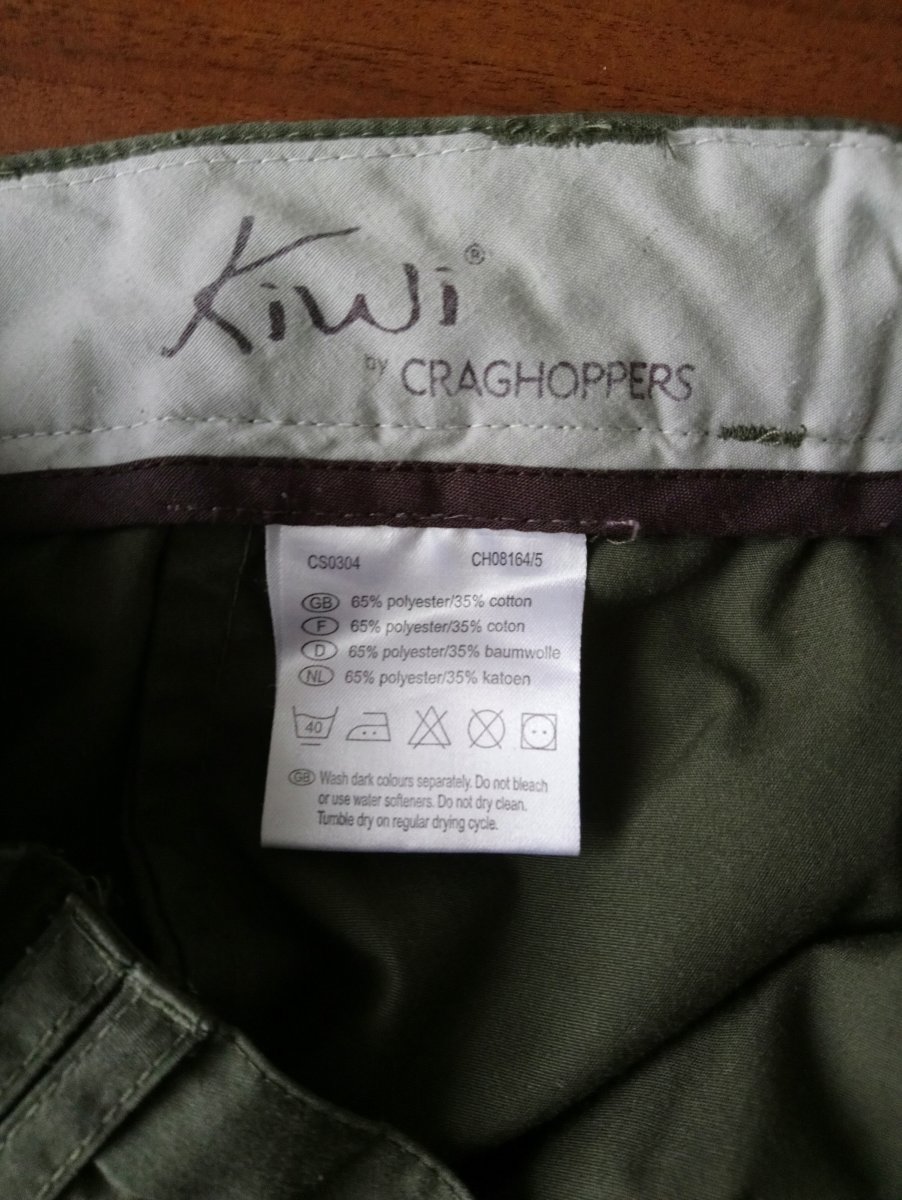 Kiwi®
by CRAGHOPPERS
CS0304 CH08164/5
GB 65% polyester/35% cotton
F 65% polyester/35% coton
D 65% polyester/35% baumwolle
NL 65% polyester/35% katoen
40
GB Wash dark colours separately. Do not bleach
or use water softeners. Do not dry clean.
Tumble dry on regular drying cycle.